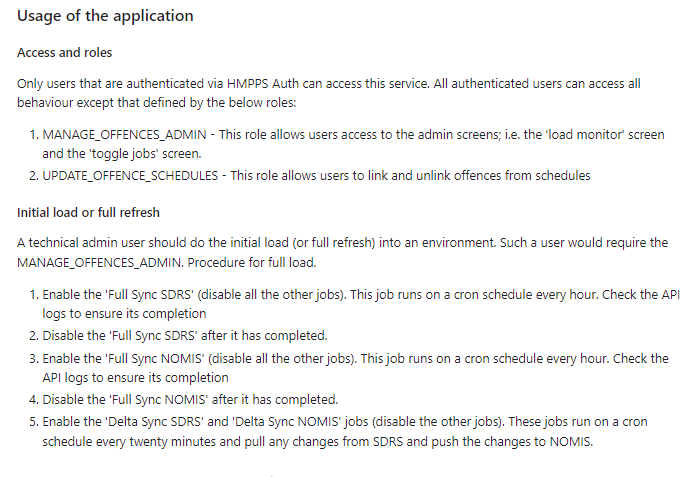 Usage of the application
Access and roles
Only users that are authenticated via HMPPS Auth can access this service. All authenticated users can access all
behaviour except that defined by the below roles:
1. MANAGE_OFFENCES_ADMIN - This role allows users access to the admin screens; i.e. the 'load monitor' screen
and the 'toggle jobs' screen.
2. UPDATE_OFFENCE_SCHEDULES - This role allows users to link and unlink offences from schedules
Initial load or full refresh
A technical admin user should do the initial load (or full refresh) into an environment. Such a user would require the
MANAGE_OFFENCES_ADMIN. Procedure for full load.
1. Enable the 'Full Sync SDRS' (disable all the other jobs). This job runs on a cron schedule every hour. Check the API
logs to ensure its completion
2. Disable the 'Full Sync SDRS' after it has completed.
3. Enable the 'Full Sync NOMIS' (disable all the other jobs). This job runs on a cron schedule every hour. Check the
API logs to ensure its completion
4. Disable the 'Full Sync NOMIS' after it has completed.
5. Enable the 'Delta Sync SDRS' and 'Delta Sync NOMIS' jobs (disable the other jobs). These jobs run on a cron
schedule every twenty minutes and pull any changes from SDRS and push the changes to NOMIS.